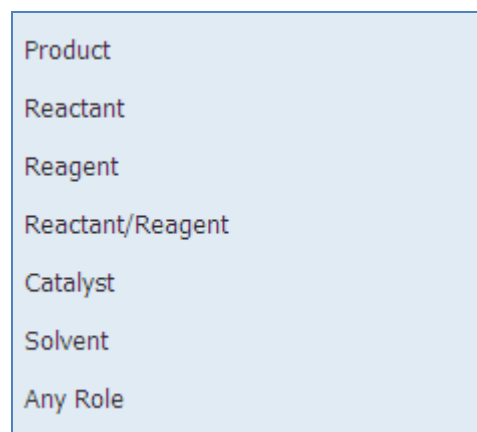 Product
Reactant
Reagent
Reactant/Reagent
Catalyst
Solvent
Any Role